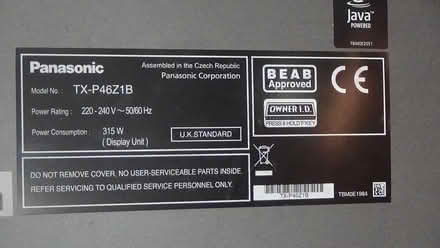 Java
POWERED
TBM0E2051
Panasonic
Assembled in the Czech Republic
Panasonic Corporation
Model No. : TX-P46Z1B
Power Rating : 220 - 240 V ~ 50/60 Hz
Power Consumption : 315 W
( Display Unit )
U.K. STANDARD
BEAB
Approved
CE
OWNER I.D.
PRESS & HOLD 'F' KEY
DO NOT REMOVE COVER, NO USER-SERVICEABLE PARTS INSIDE.
REFER SERVICING TO QUALIFIED SERVICE PERSONNEL ONLY.
TX-P46Z1B
TBM0E1984